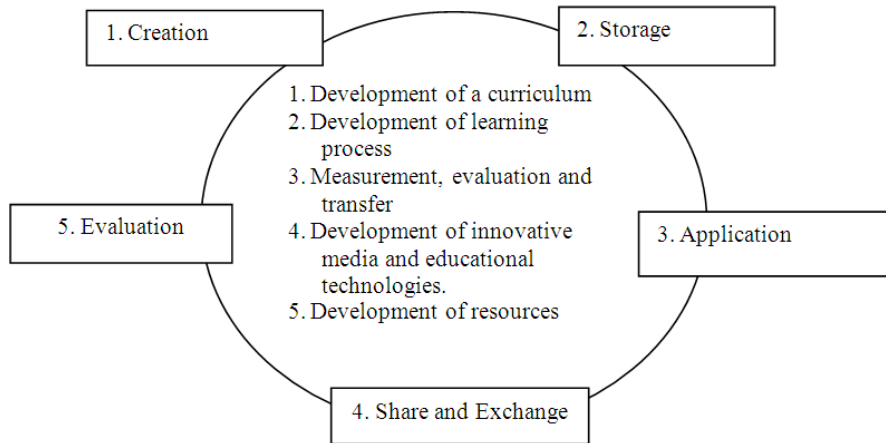 1. Creation
2. Storage
1. Development of a curriculum
2. Development of learning
process
3. Measurement, evaluation and
transfer
4. Development of innovative
media and educational
technologies.
5. Development of resources
5. Evaluation
3. Application
4. Share and Exchange